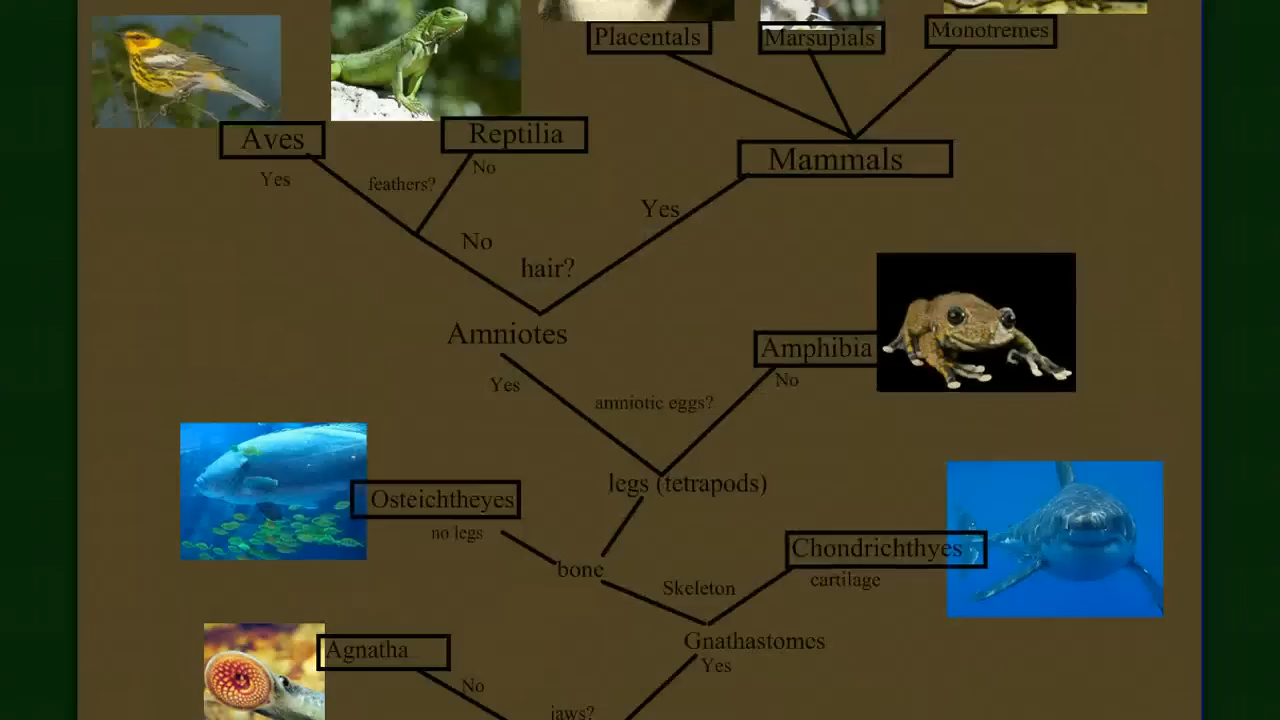 Placentals
Marsupials
Monotremes
Aves
Reptilia
Mammals
Yes
feathers?
No
Yes
No
hair?
Amniotes
Amphibia
Yes
No
amniotic eggs?
legs (tetrapods)
Osteichtheyes
no legs
Chondrichthyes
bone
Skeleton
cartilage
Gnathastomes
Agnatha
Yes
No
jaws?